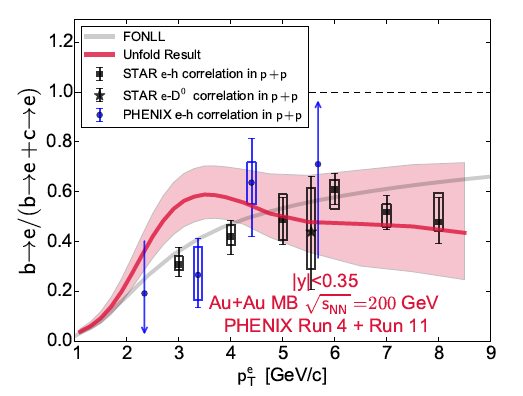 1.2
1.0
0.8
0.6
0.4
0.2
0.0
b→e/(b→e+c→e)
FONLL
Unfold Result
STAR e-h correlation in p+p
STAR e-D⁰ correlation in p+p
PHENIX e-h correlation in p+p
|y|<0.35
Au+Au MB √sNN=200 GeV
PHENIX Run 4 + Run 11
1 2 3 4 5 6 7 8 9
pᵉT [GeV/c]